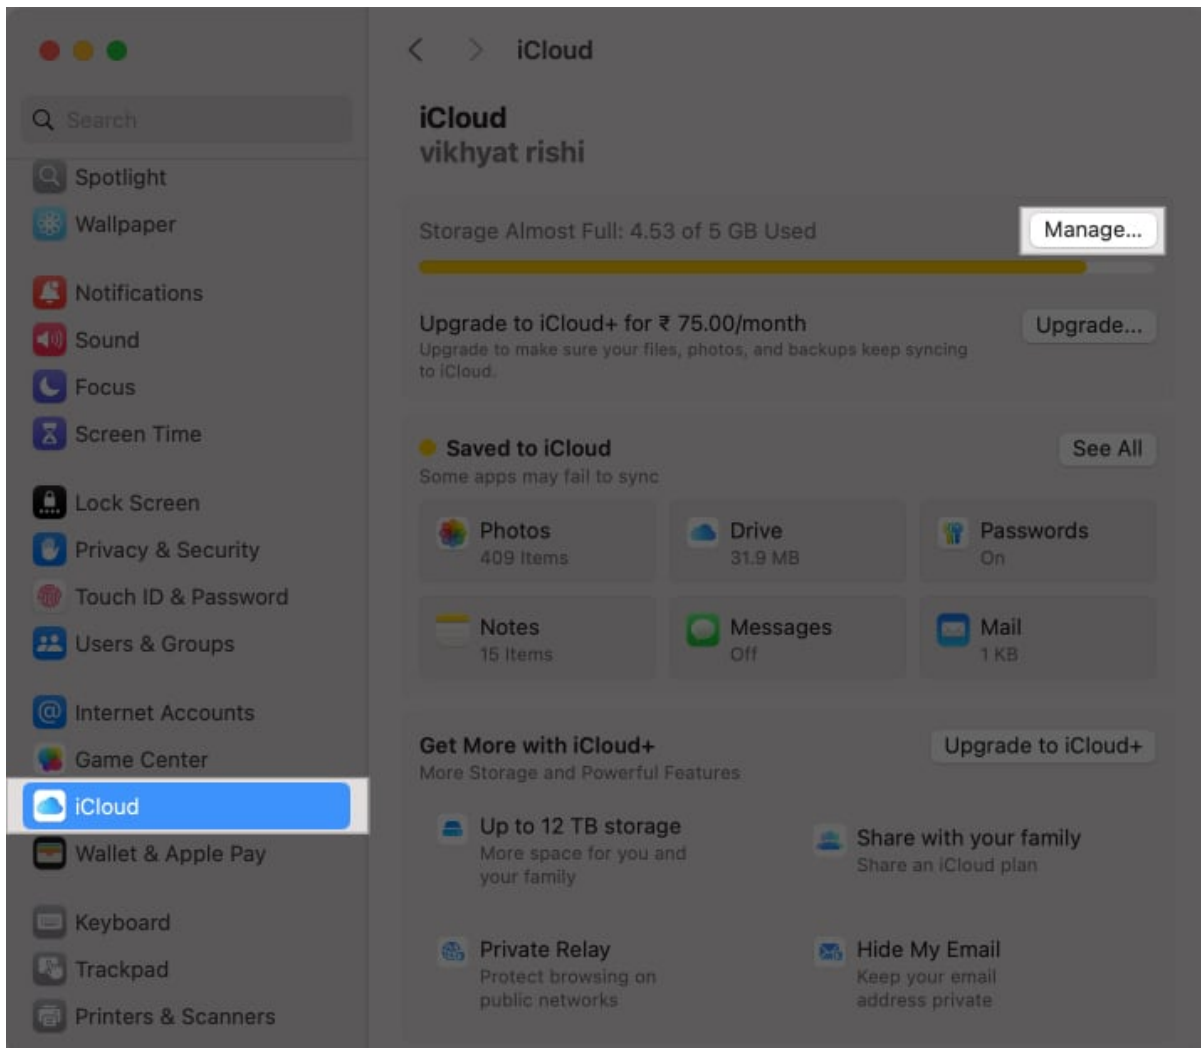 iCloud
Search
Spotlight
Wallpaper
Notifications
Sound
Focus
Screen Time
Lock Screen
Privacy & Security
Touch ID & Password
Users & Groups
Internet Accounts
Game Center
iCloud
Wallet & Apple Pay
Keyboard
Trackpad
Printers & Scanners
iCloud
vikhyat rishi
Storage Almost Full: 4.53 of 5 GB Used
Manage...
Upgrade to iCloud+ for ₹ 75.00/month
Upgrade...
Upgrade to make sure your files, photos, and backups keep syncing
to iCloud.
Saved to iCloud
See All
Some apps may fail to sync
Photos
409 Items
Drive
31.9 MB
Passwords
On
Notes
15 Items
Messages
Off
Mail
1 KB
Get More with iCloud+
Upgrade to iCloud+
More Storage and Powerful Features
Up to 12 TB storage
More space for you and
your family
Share with your family
Share an iCloud plan
Private Relay
Protect browsing on
public networks
Hide My Email
Keep your email
address private